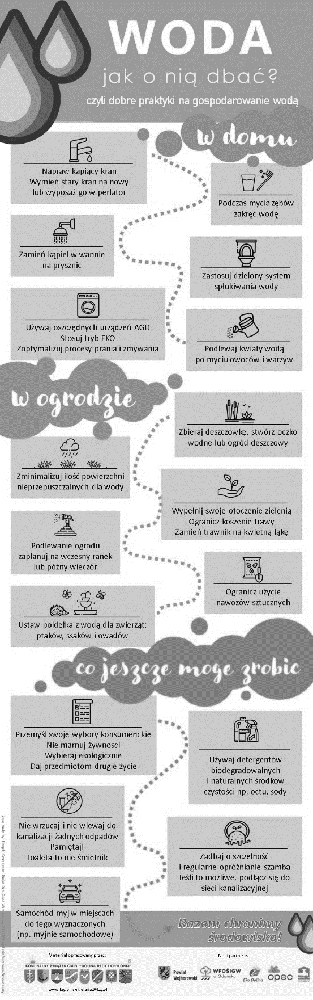 WODA
jak o nią dbać?
czyli dobre praktyki na gospodarowanie wodą
w domu
Napraw kapiący kran
Wymień stary kran na nowy
lub wyposaż go w perlator
Podczas mycia zębów
zakręć wodę
Zamień kąpiel w wannie
na prysznic
Zastosuj dzielony system
spłukiwania wody
Używaj oszczędnych urządzeń AGD
Stosuj tryb EKO
Zoptymalizuj procesy prania i zmywania
Podlewaj kwiaty wodą
po myciu owoców i warzyw
w ogrodzie
Zbieraj deszczówkę, stwórz oczko
wodne lub ogród deszczowy
Zminimalizuj ilość powierzchni
nieprzepuszczalnych dla wody
Wypełnij swoje otoczenie zielenią
Ogranicz koszenie trawy
Zamień trawnik na kwietną łąkę
Podlewanie ogrodu
zaplanuj na wczesny ranek
lub późny wieczór
Ogranicz użycie
nawozów sztucznych
Ustaw poidełka z wodą dla zwierząt:
ptaków, ssaków i owadów
co jeszcze moge zrobic
Przemyśl swoje wybory konsumenckie
Nie marnuj żywności
Wybieraj ekologicznie
Daj przedmiotom drugie życie
Używaj detergentów
biodegradowalnych
i naturalnych środków
czystości np. octu, sody
Nie wrzucaj i nie wlewaj do
kanalizacji żadnych odpadów
Pamiętaj!
Toaleta to nie śmietnik
Zadbaj o szczelność
i regularne opróżnianie szamba
Jeśli to możliwe, podłącz się do
sieci kanalizacyjnej
Samochód myj w miejscach
do tego wyznaczonych
(np. myjnie samochodowe)
Razem chronimy
środowisko!
Materiał opracowany przez:
KOMUNALNY ZWIĄZEK GMIN "DOLINA REDY I CHYLONKI"
®
www.kzg.pl sekretariat@kzg.pl
Nasi partnerzy:
Powiat
Wejherowski
WFOŚiGW
w Gdańsku
Eko Dolina
opec